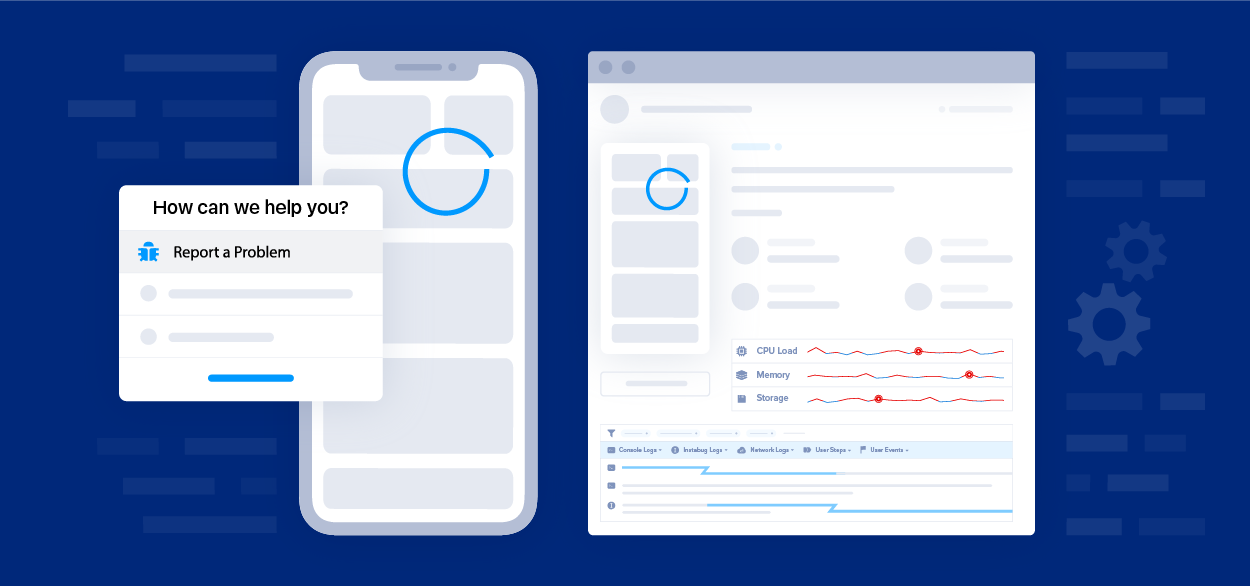 How can we help you?
Report a Problem
CPU Load
Memory
Storage
Console Logs Instabug Logs Network Logs User Steps User Events